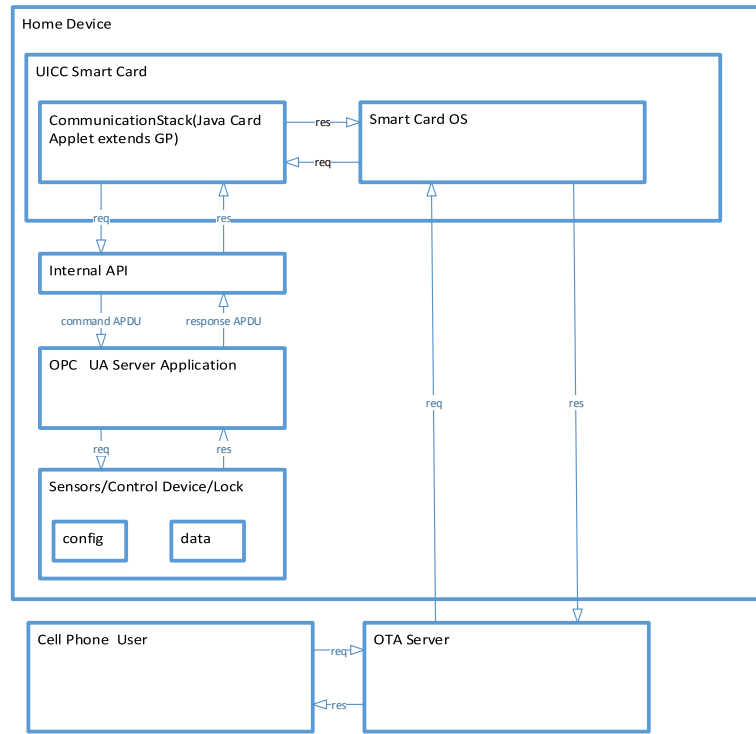 Home Device
UICC Smart Card
CommunicationStack(Java Card
Applet extends GP)
res
Smart Card OS
req
req
res
Internal API
command APDU
response APDU
OPC UA Server Application
req
res
req
res
Sensors/Control Device/Lock
config
data
Cell Phone User
OTA Server
req
res